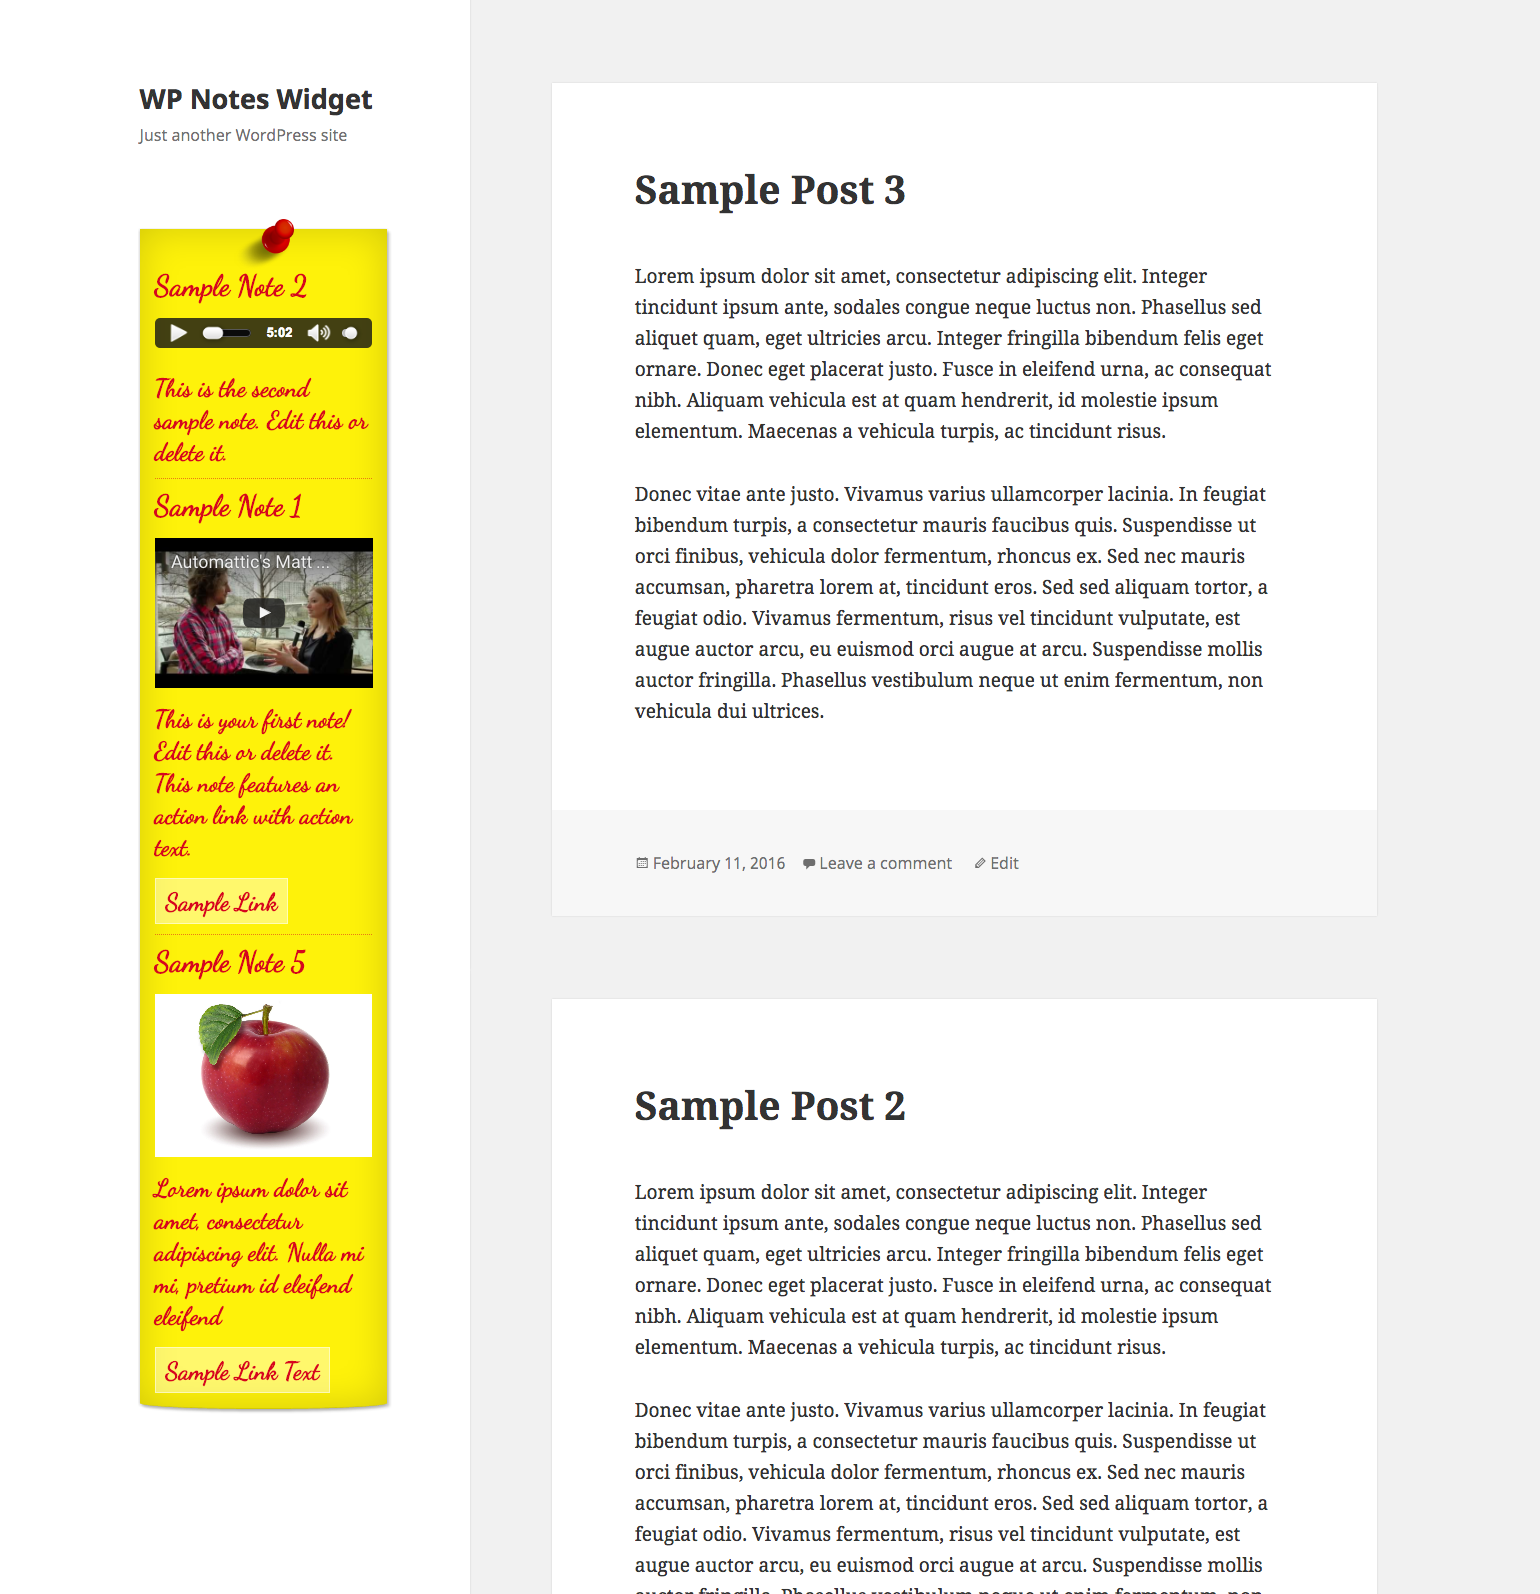 WP Notes Widget
Just another WordPress site
Sample Note 2
5:02
This is the second
sample note. Edit this or
delete it.
Sample Note 1
Automattic's Matt ...
This is your first note!
Edit this or delete it.
This note features an
action link with action
text.
Sample Link
Sample Note 5
Lorem ipsum dolor sit
amet, consectetur
adipiscing elit. Nulla mi
mi, pretium id eleifend
eleifend
Sample Link Text
Sample Post 3
Lorem ipsum dolor sit amet, consectetur adipiscing elit. Integer
tincidunt ipsum ante, sodales congue neque luctus non. Phasellus sed
aliquet quam, eget ultricies arcu. Integer fringilla bibendum felis eget
ornare. Donec eget placerat justo. Fusce in eleifend urna, ac consequat
nibh. Aliquam vehicula est at quam hendrerit, id molestie ipsum
elementum. Maecenas a vehicula turpis, ac tincidunt risus.
Donec vitae ante justo. Vivamus varius ullamcorper lacinia. In feugiat
bibendum turpis, a consectetur mauris faucibus quis. Suspendisse ut
orci finibus, vehicula dolor fermentum, rhoncus ex. Sed nec mauris
accumsan, pharetra lorem at, tincidunt eros. Sed sed aliquam tortor, a
feugiat odio. Vivamus fermentum, risus vel tincidunt vulputate, est
augue auctor arcu, eu euismod orci augue at arcu. Suspendisse mollis
auctor fringilla. Phasellus vestibulum neque ut enim fermentum, non
vehicula dui ultrices.
February 11, 2016 Leave a comment Edit
Sample Post 2
Lorem ipsum dolor sit amet, consectetur adipiscing elit. Integer
tincidunt ipsum ante, sodales congue neque luctus non. Phasellus sed
aliquet quam, eget ultricies arcu. Integer fringilla bibendum felis eget
ornare. Donec eget placerat justo. Fusce in eleifend urna, ac consequat
nibh. Aliquam vehicula est at quam hendrerit, id molestie ipsum
elementum. Maecenas a vehicula turpis, ac tincidunt risus.
Donec vitae ante justo. Vivamus varius ullamcorper lacinia. In feugiat
bibendum turpis, a consectetur mauris faucibus quis. Suspendisse ut
orci finibus, vehicula dolor fermentum, rhoncus ex. Sed nec mauris
accumsan, pharetra lorem at, tincidunt eros. Sed sed aliquam tortor, a
feugiat odio. Vivamus fermentum, risus vel tincidunt vulputate, est
augue auctor arcu, eu euismod orci augue at arcu. Suspendisse mollis